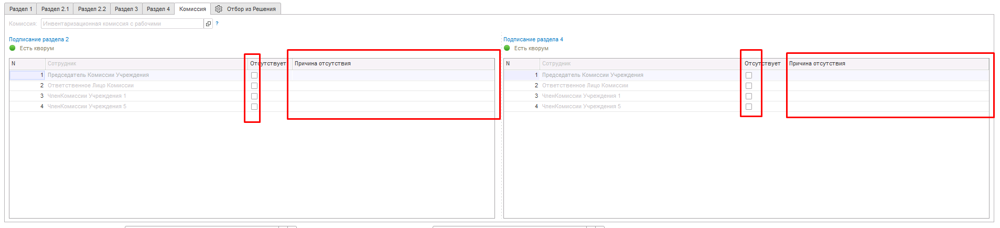 Раздел 1 Раздел 2.1 Раздел 2.2 Раздел 3 Раздел 4 Комиссия Отбор из Решения
Комиссия: Инвентаризационная комиссия с рабочими ?
Подписание раздела 2
Есть кворум
N Сотрудник Отсутствует Причина отсутствия
1 Председатель Комиссии Учреждения
2 Ответственное Лицо Комиссии
3 ЧленКомиссии Учреждения 1
4 ЧленКомиссии Учреждения 5
Подписание раздела 4
Есть кворум
N Сотрудник Отсутствует Причина отсутствия
1 Председатель Комиссии Учреждения
2 Ответственное Лицо Комиссии
3 ЧленКомиссии Учреждения 1
4 ЧленКомиссии Учреждения 5